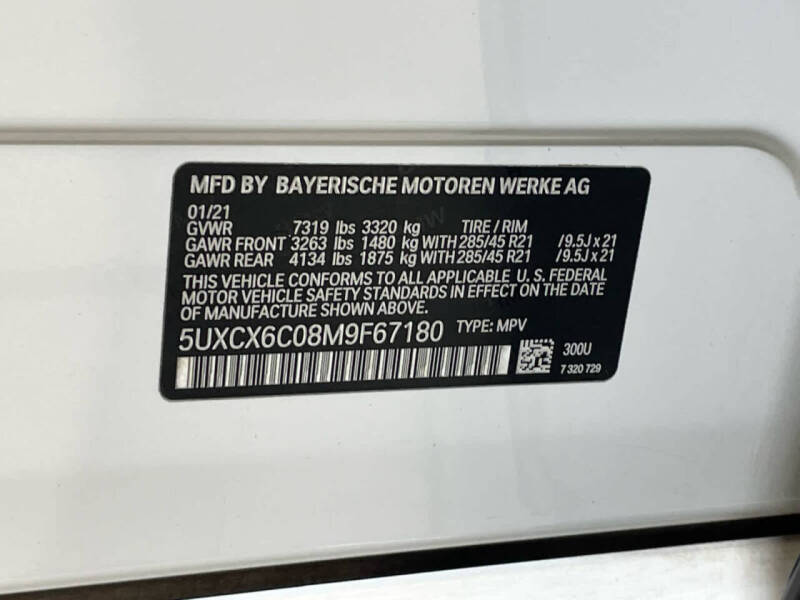 MFD BY BAYERISCHE MOTOREN WERKE AG
01/21
GVWR 7319 lbs 3320 kg TIRE / RIM
GAWR FRONT 3263 lbs 1480 kg WITH 285/45 R21 / 9.5J x 21
GAWR REAR 4134 lbs 1875 kg WITH 285/45 R21 / 9.5J x 21
THIS VEHICLE CONFORMS TO ALL APPLICABLE U. S. FEDERAL
MOTOR VEHICLE SAFETY STANDARDS IN EFFECT ON THE DATE
OF MANUFACTURE SHOWN ABOVE.
5UXCX6C08M9F67180 TYPE: MPV
300U
7 320 729